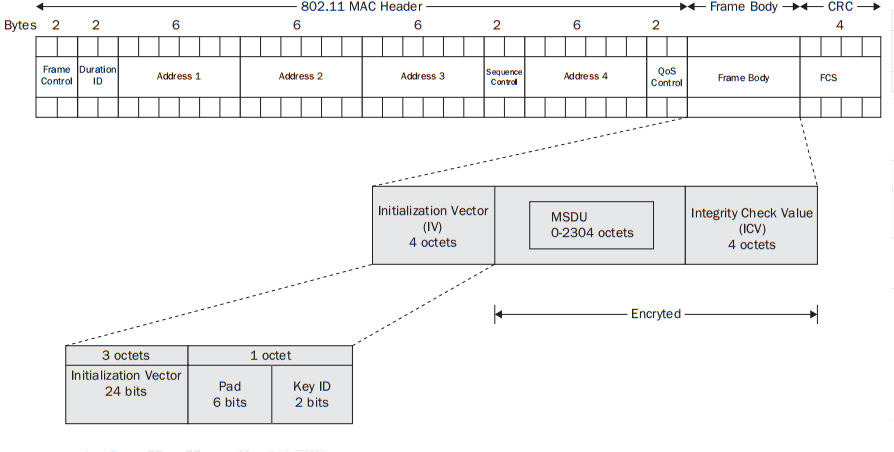 802.11 MAC Header Frame Body CRC
Bytes 2 2 6 6 6 2 6 2 4
Frame Control
Duration ID
Address 1
Address 2
Address 3
Sequence Control
Address 4
QoS Control
Frame Body
FCS
Initialization Vector
(IV)
4 octets
MSDU
0-2304 octets
Integrity Check Value
(ICV)
4 octets
Encryted
3 octets
1 octet
Initialization Vector
24 bits
Pad
6 bits
Key ID
2 bits